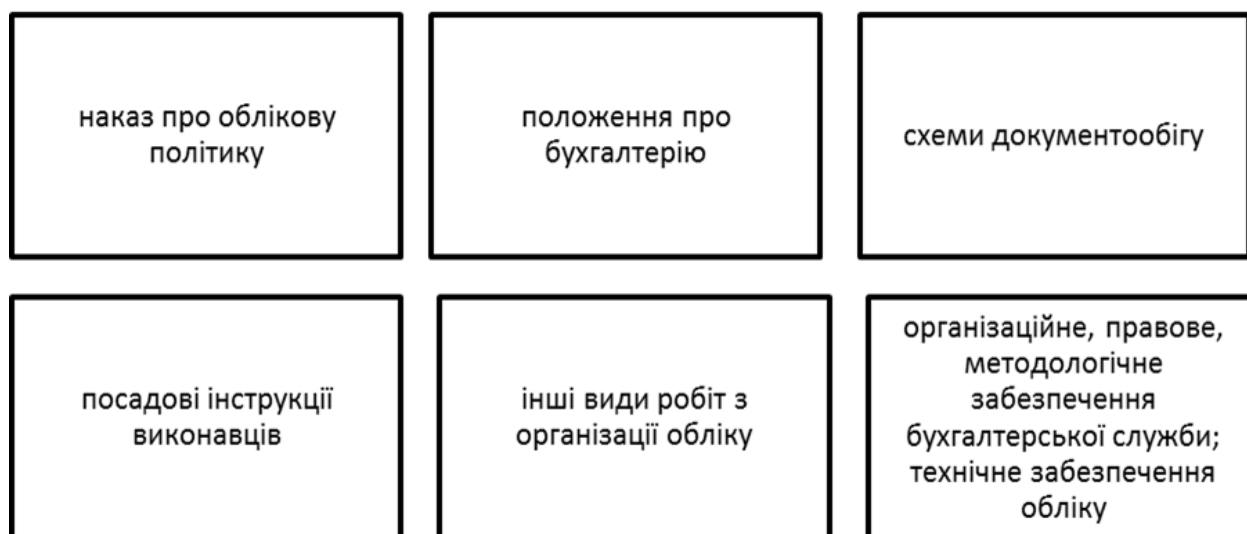 наказ про облікову
політику
положення про
бухгалтерію
схеми документообігу
посадові інструкції
виконавців
інші види робіт з
організації обліку
організаційне, правове,
методологічне
забезпечення
бухгалтерської служби;
технічне забезпечення
обліку